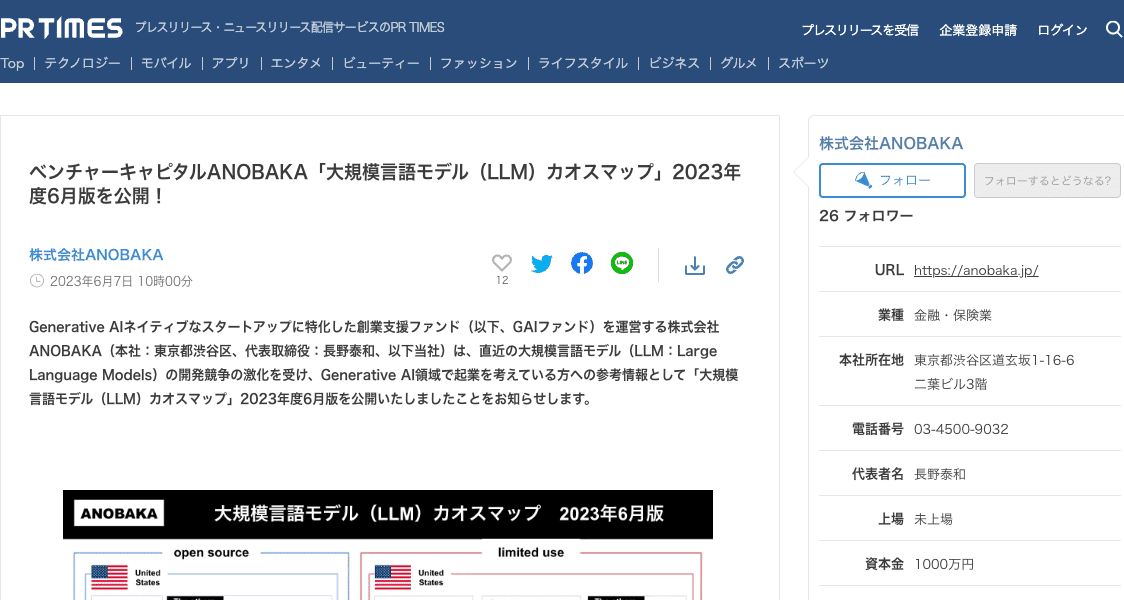 PR TIMES プレスリリース・ニュースリリース配信サービスのPR TIMES
プレスリリースを受信 企業登録申請 ログイン
Top テクノロジー モバイル アプリ エンタメ ビューティー ファッション ライフスタイル ビジネス グルメ スポーツ
ベンチャーキャピタルANOBAKA「大規模言語モデル（LLM）カオスマップ」2023年
度6月版を公開！
株式会社ANOBAKA
2023年6月7日 10時00分
12
LINE
Generative AIネイティブなスタートアップに特化した創業支援ファンド（以下、GAIファンド）を運営する株式会社
ANOBAKA（本社：東京都渋谷区、代表取締役：長野泰和、以下当社）は、直近の大規模言語モデル（LLM：Large
Language Models）の開発競争の激化を受け、Generative AI領域で起業を考えている方への参考情報として「大規模
言語モデル（LLM）カオスマップ」2023年度6月版を公開いたしましたことをお知らせします。
ANOBAKA 大規模言語モデル（LLM）カオスマップ　2023年6月版
open source limited use
United
States
United
States
株式会社ANOBAKA
フォロー フォローするとどうなる?
26 フォロワー
URL https://anobaka.jp/
業種 金融・保険業
本社所在地 東京都渋谷区道玄坂1-16-6
二葉ビル3階
電話番号 03-4500-9032
代表者名 長野泰和
上場 未上場
資本金 1000万円